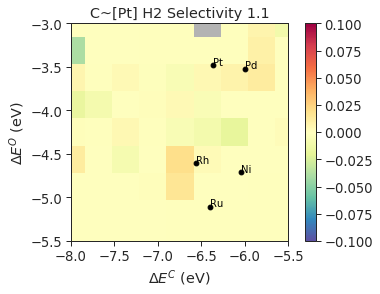 C~[Pt] H2 Selectivity 1.1
−3.0
−3.5
−4.0
−4.5
−5.0
−5.5
ΔE^O (eV)
Pt
Pd
Rh
Ni
Ru
−8.0 −7.5 −7.0 −6.5 −6.0 −5.5
ΔE^C (eV)
0.100
0.075
0.050
0.025
0.000
−0.025
−0.050
−0.075
−0.100